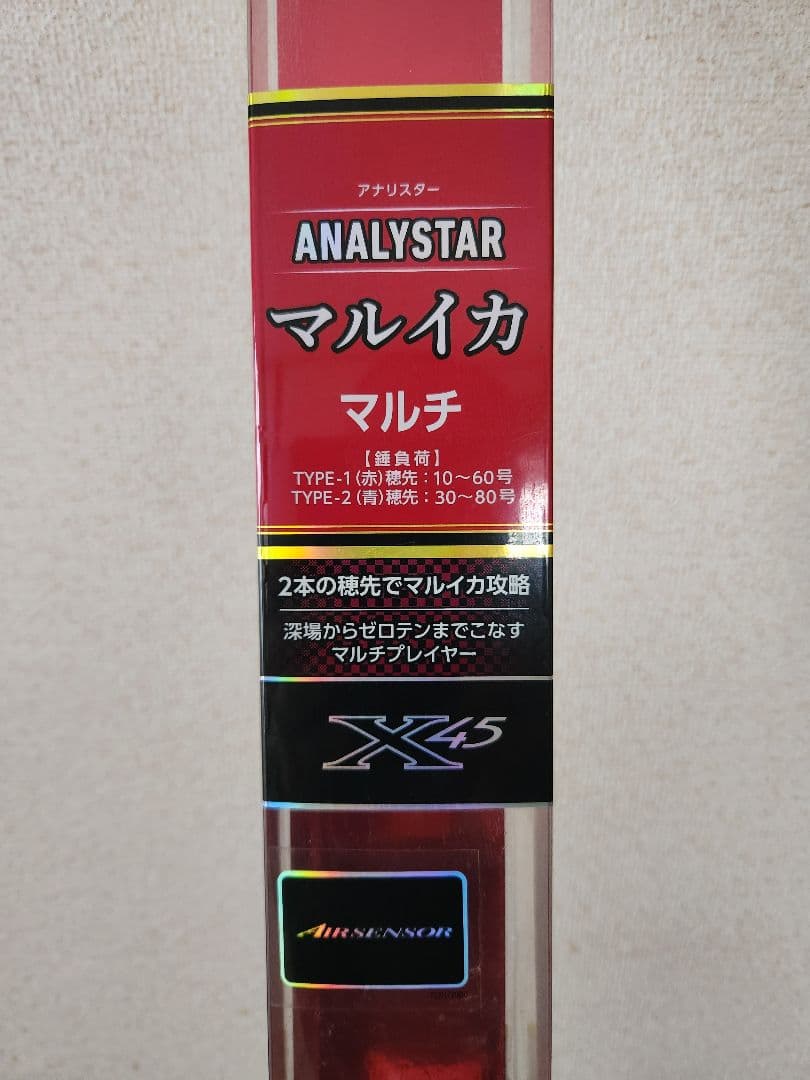 アナリスター
ANALYSTAR
マルイカ
マルチ
【錘負荷】
TYPE-1(赤)穂先：10～60号
TYPE-2(青)穂先：30～80号
2本の穂先でマルイカ攻略
深場からゼロテンまでこなす
マルチプレイヤー
X45
AIRSENSOR